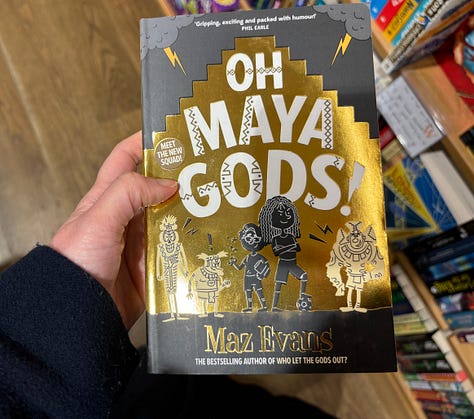 'Gripping, exciting and packed with humour!'
PHIL EARLE
OH
MAYA
GODS!
MEET
THE NEW
SQUAD!
Maz Evans
THE BESTSELLING AUTHOR OF WHO LET THE GODS OUT?